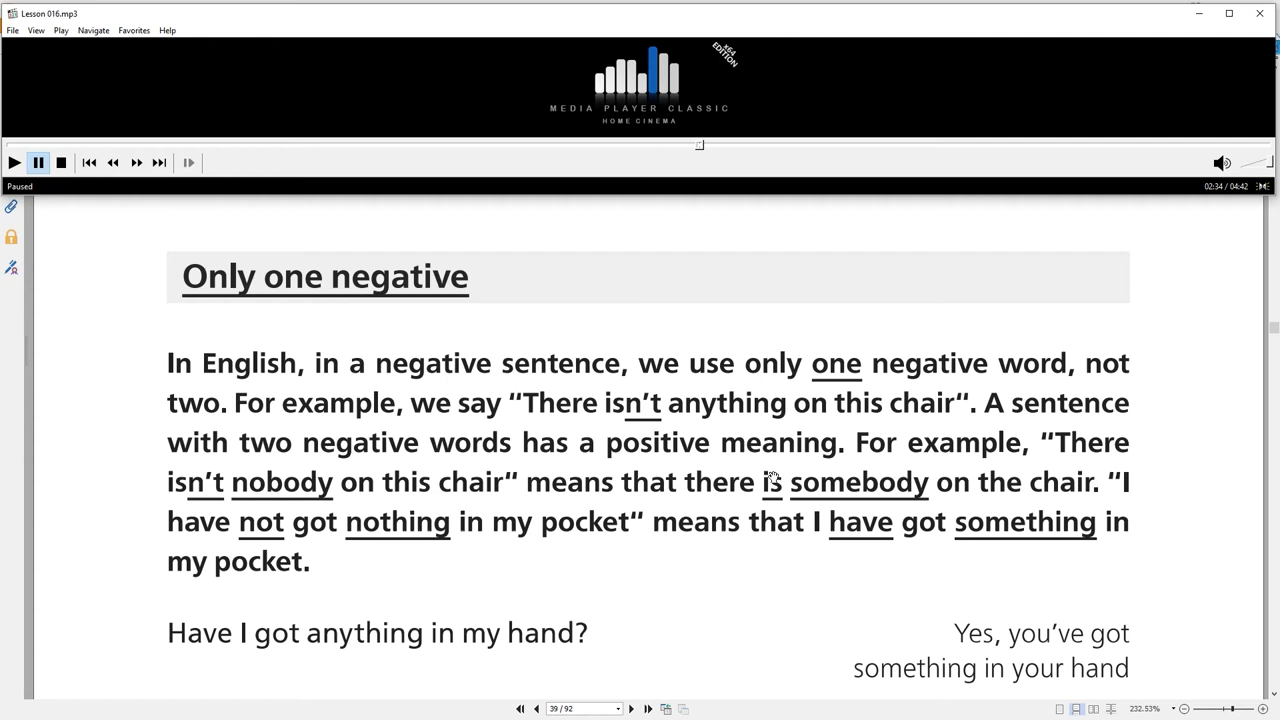 Lesson 016.mp3
File View Play Navigate Favorites Help
x64
EDITION
MEDIA PLAYER CLASSIC
HOME CINEMA
Paused
02:34 / 04:42
Only one negative
In English, in a negative sentence, we use only one negative word, not
two. For example, we say “There isn’t anything on this chair“. A sentence
with two negative words has a positive meaning. For example, “There
isn’t nobody on this chair“ means that there is somebody on the chair. “I
have not got nothing in my pocket“ means that I have got something in
my pocket.
Have I got anything in my hand?
Yes, you’ve got
something in your hand
39 / 92
232.53%